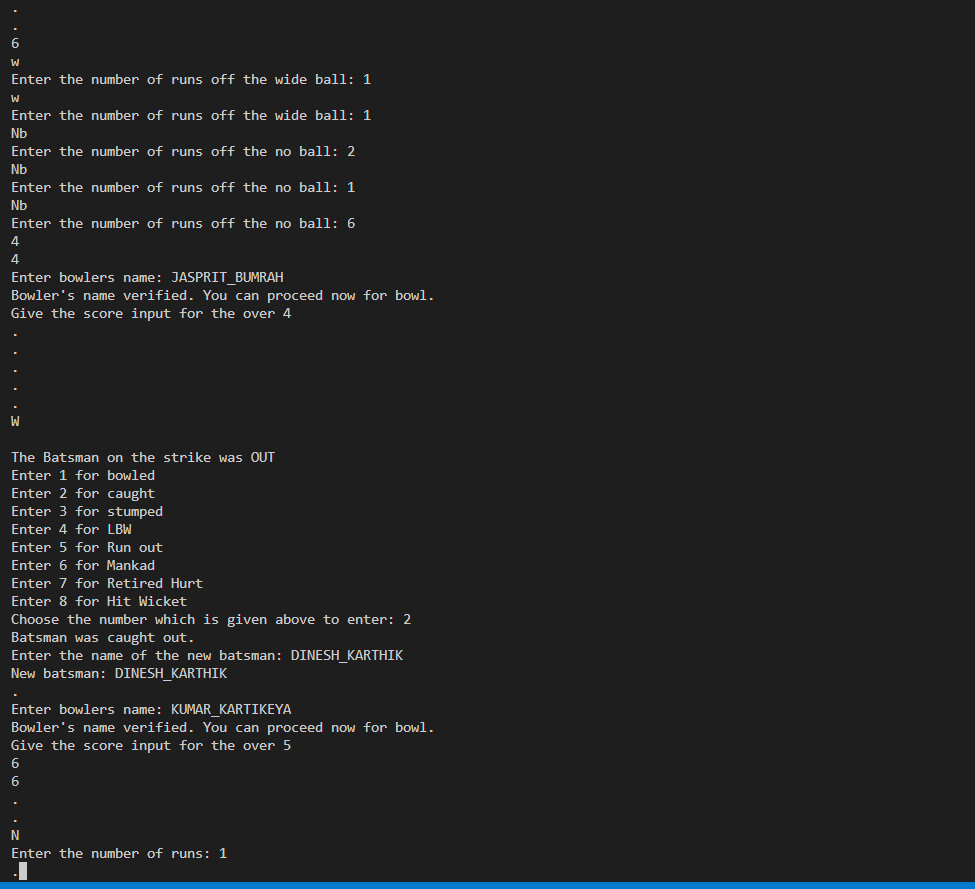 .
.
6
w
Enter the number of runs off the wide ball: 1
w
Enter the number of runs off the wide ball: 1
Nb
Enter the number of runs off the no ball: 2
Nb
Enter the number of runs off the no ball: 1
Nb
Enter the number of runs off the no ball: 6
4
4
Enter bowlers name: JASPRIT_BUMRAH
Bowler's name verified. You can proceed now for bowl.
Give the score input for the over 4
.
.
.
.
.
W
The Batsman on the strike was OUT
Enter 1 for bowled
Enter 2 for caught
Enter 3 for stumped
Enter 4 for LBW
Enter 5 for Run out
Enter 6 for Mankad
Enter 7 for Retired Hurt
Enter 8 for Hit Wicket
Choose the number which is given above to enter: 2
Batsman was caught out.
Enter the name of the new batsman: DINESH_KARTHIK
New batsman: DINESH_KARTHIK
.
Enter bowlers name: KUMAR_KARTIKEYA
Bowler's name verified. You can proceed now for bowl.
Give the score input for the over 5
6
6
.
.
N
Enter the number of runs: 1
.